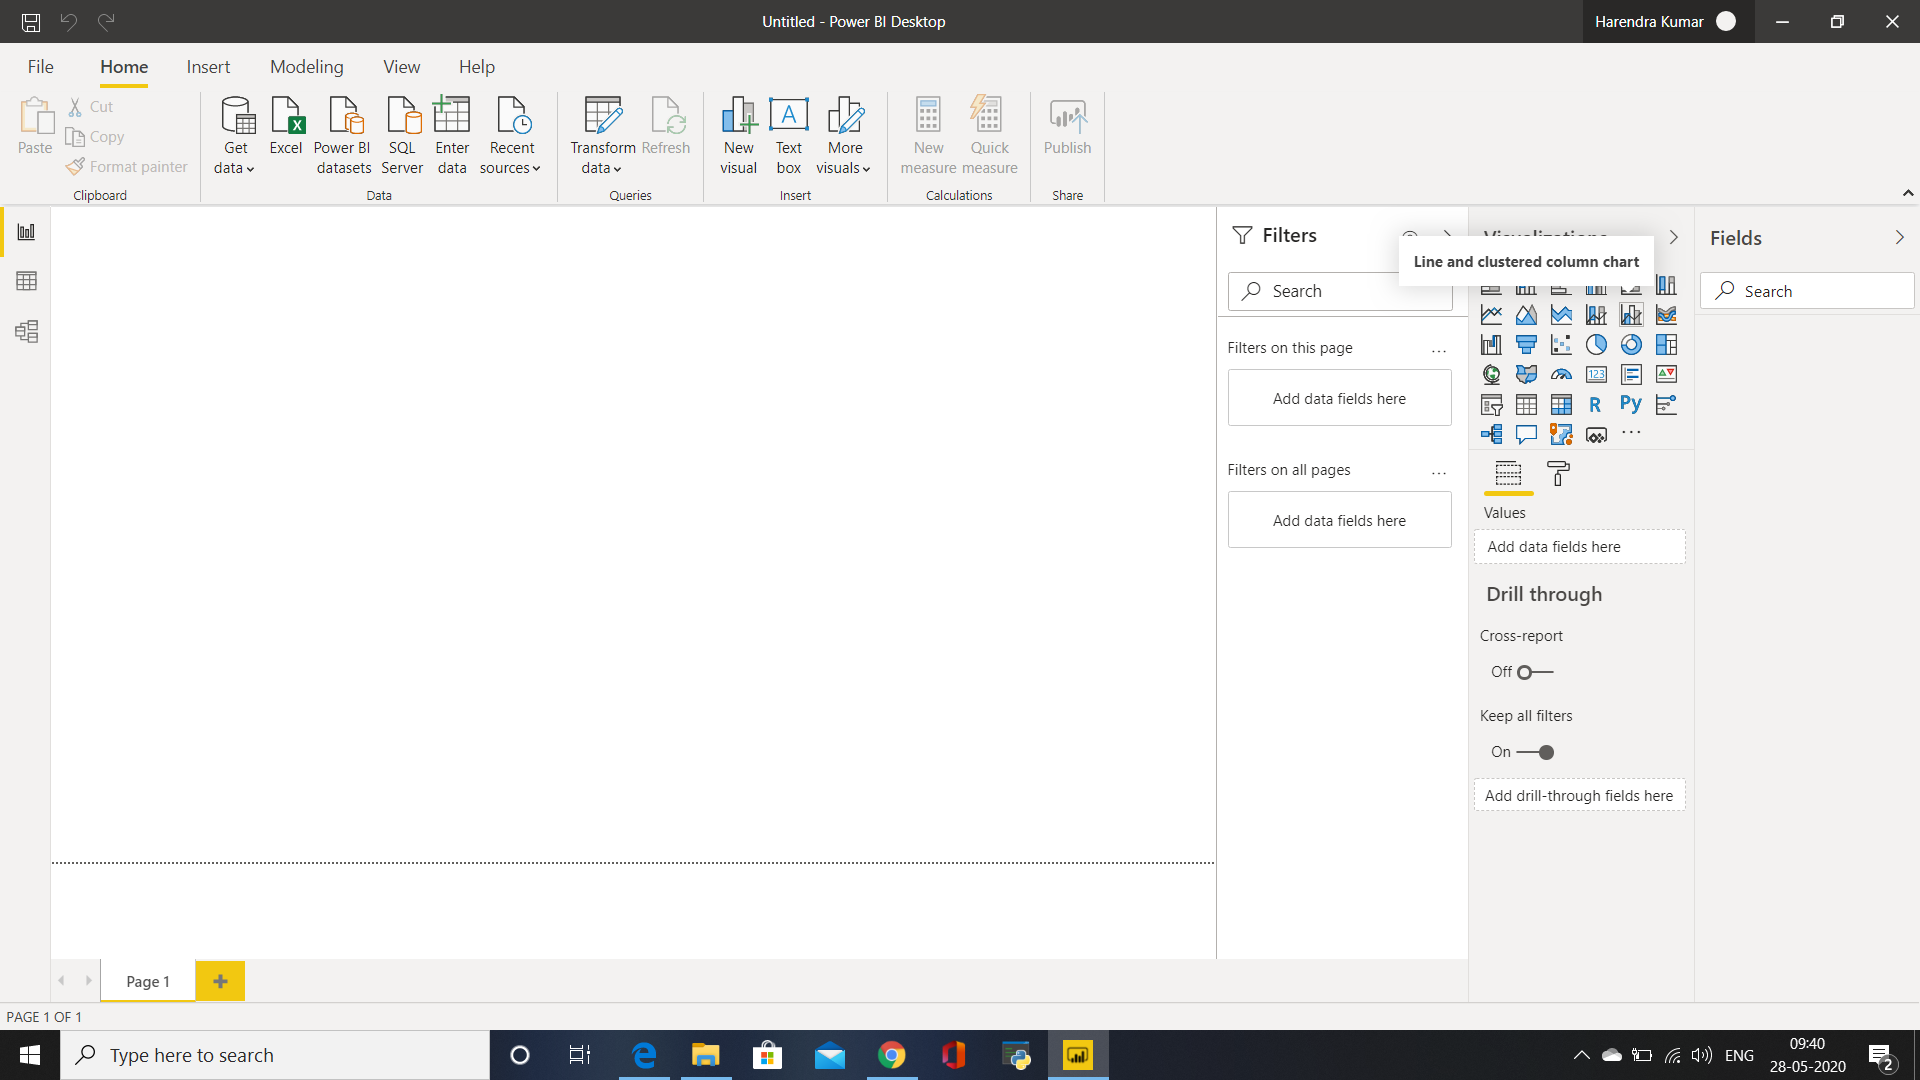 Untitled - Power BI Desktop
Harendra Kumar
File Home Insert Modeling View Help
Paste
Cut
Copy
Format painter
Clipboard
Get data
Excel
Power BI datasets
SQL Server
Enter data
Recent sources
Data
Transform data
Refresh
Queries
New visual
A
Text box
More visuals
Insert
New measure
Quick measure
Calculations
Publish
Share
Filters
Search
Filters on this page
...
Add data fields here
Filters on all pages
...
Add data fields here
Visualizations
Line and clustered column chart
123
R
Py
...
Values
Add data fields here
Drill through
Cross-report
Off
Keep all filters
On
Add drill-through fields here
Fields
Search
Page 1
PAGE 1 OF 1
Type here to search
ENG
09:40
28-05-2020
2